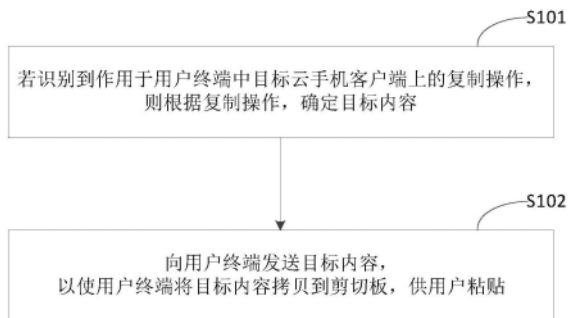 S101
若识别到作用于用户终端中目标云手机客户端上的复制操作，
则根据复制操作，确定目标内容
S102
向用户终端发送目标内容，
以使用户终端将目标内容拷贝到剪切板，供用户粘贴